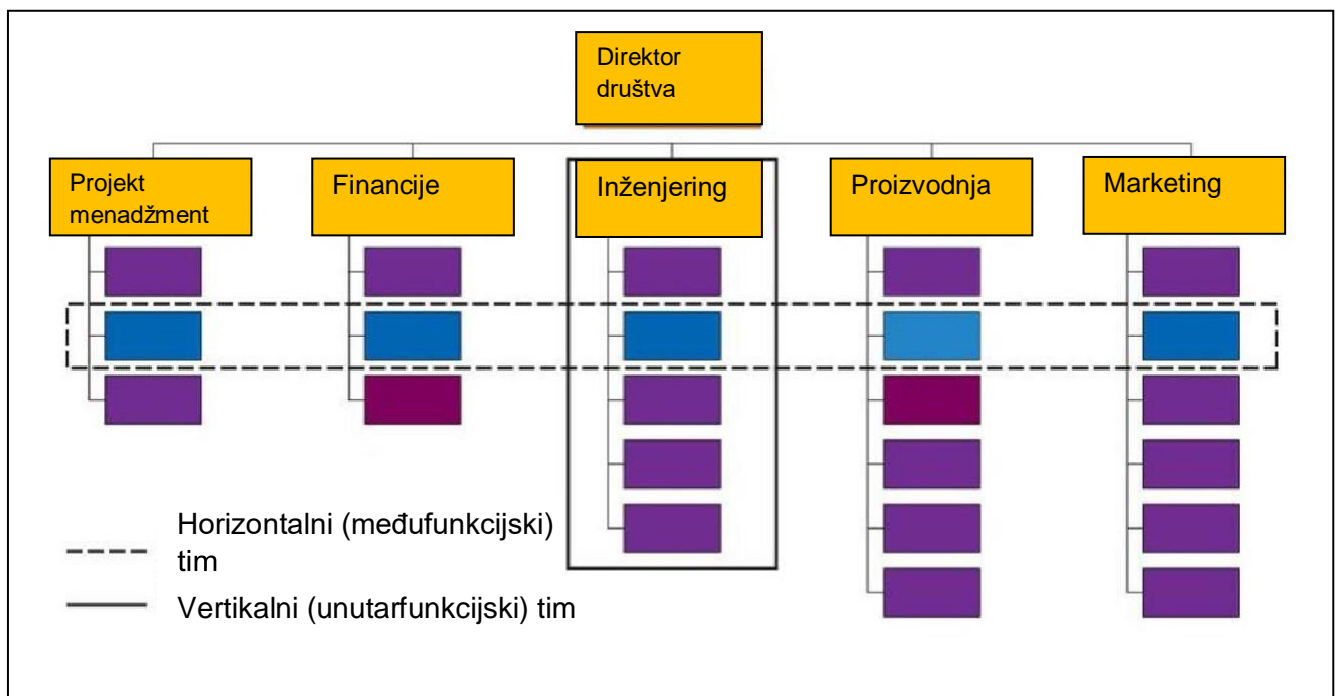 Direktor
društva
Projekt
menadžment
Financije
Inženjering
Proizvodnja
Marketing
Horizontalni (međufunkcijski)
tim
Vertikalni (unutarfunkcijski) tim